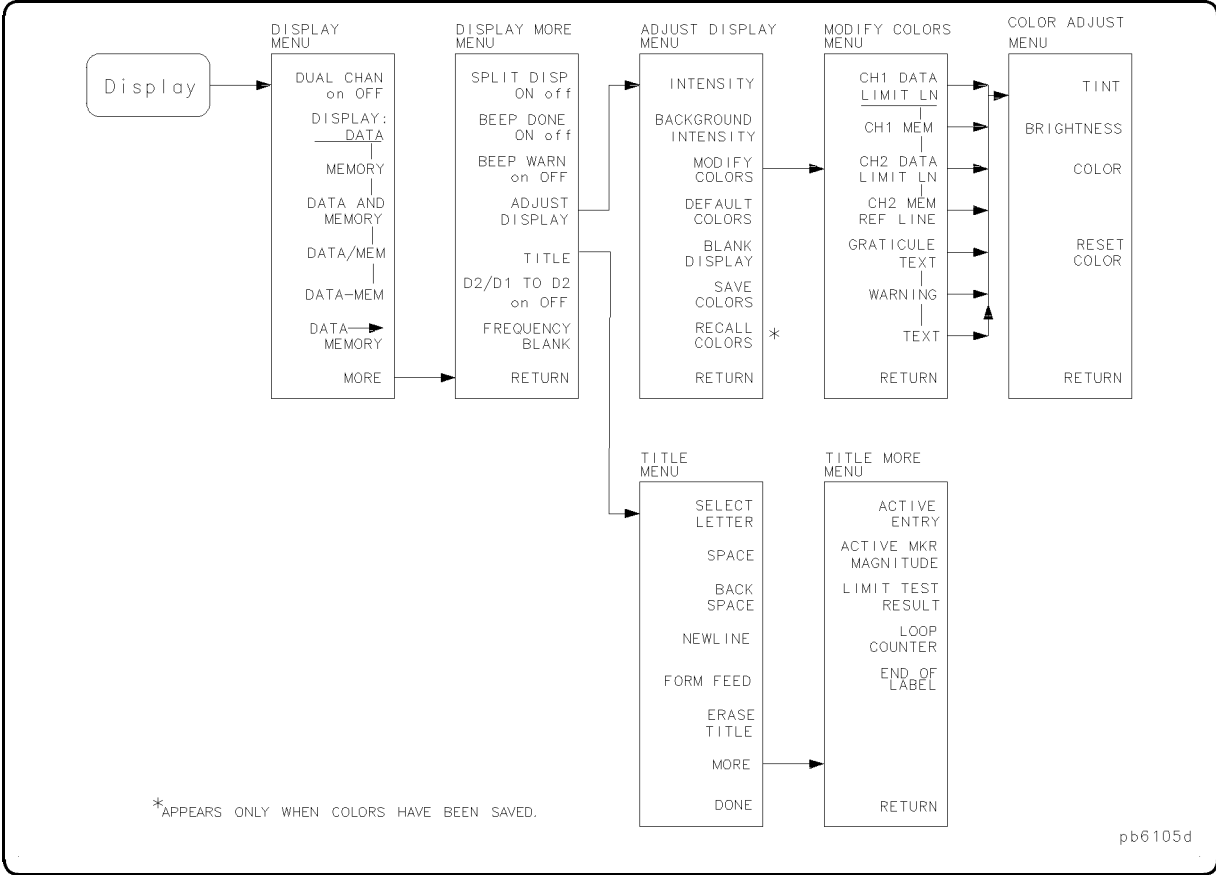 Display
DISPLAY
MENU
DUAL CHAN
on OFF
DISPLAY:
DATA
MEMORY
DATA AND
MEMORY
DATA/MEM
DATA-MEM
DATA→
MEMORY
MORE
DISPLAY MORE
MENU
SPLIT DISP
ON off
BEEP DONE
ON off
BEEP WARN
on OFF
ADJUST
DISPLAY
TITLE
D2/D1 TO D2
on OFF
FREQUENCY
BLANK
RETURN
ADJUST DISPLAY
MENU
INTENSITY
BACKGROUND
INTENSITY
MODIFY
COLORS
DEFAULT
COLORS
BLANK
DISPLAY
SAVE
COLORS
RECALL
COLORS *
RETURN
MODIFY COLORS
MENU
CH1 DATA
LIMIT LN
CH1 MEM
CH2 DATA
LIMIT LN
CH2 MEM
REF LINE
GRATICULE
TEXT
WARNING
TEXT
RETURN
COLOR ADJUST
MENU
TINT
BRIGHTNESS
COLOR
RESET
COLOR
RETURN
TITLE
MENU
SELECT
LETTER
SPACE
BACK
SPACE
NEWLINE
FORM FEED
ERASE
TITLE
MORE
DONE
TITLE MORE
MENU
ACTIVE
ENTRY
ACTIVE MKR
MAGNITUDE
LIMIT TEST
RESULT
LOOP
COUNTER
END OF
LABEL
RETURN
*APPEARS ONLY WHEN COLORS HAVE BEEN SAVED.
pb6105d